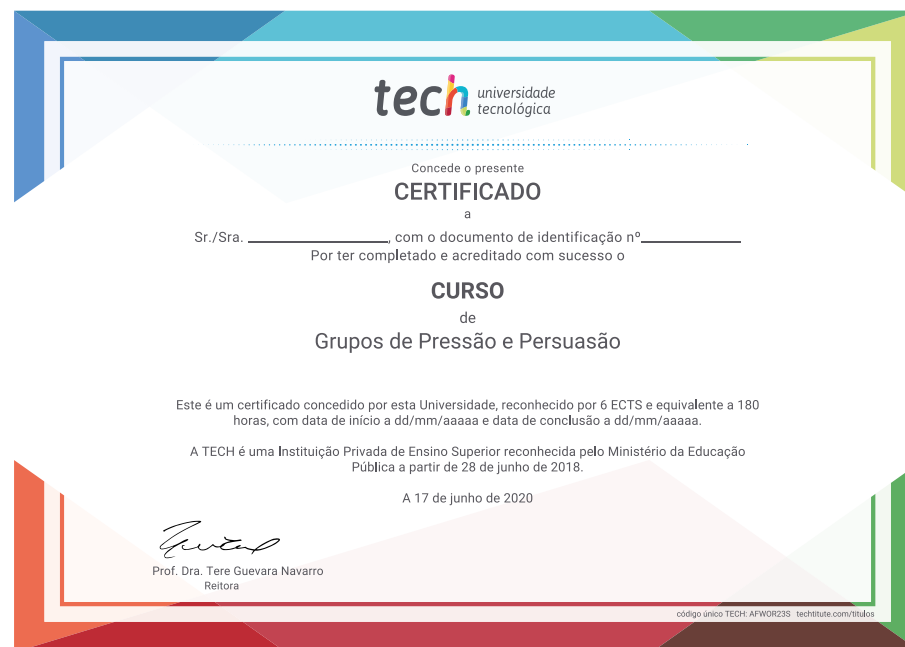 tech universidade
tecnológica
Concede o presente
CERTIFICADO
a
Sr./Sra. ____________, com o documento de identificação nº____________
Por ter completado e acreditado com sucesso o
CURSO
de
Grupos de Pressão e Persuasão
Este é um certificado concedido por esta Universidade, reconhecido por 6 ECTS e equivalente a 180
horas, com data de início a dd/mm/aaaaa e data de conclusão a dd/mm/aaaaa.
A TECH é uma Instituição Privada de Ensino Superior reconhecida pelo Ministério da Educação
Pública a partir de 28 de junho de 2018.
A 17 de junho de 2020
Prof. Dra. Tere Guevara Navarro
Reitora
código único TECH: AFWOR23S techtitute.com/titulos